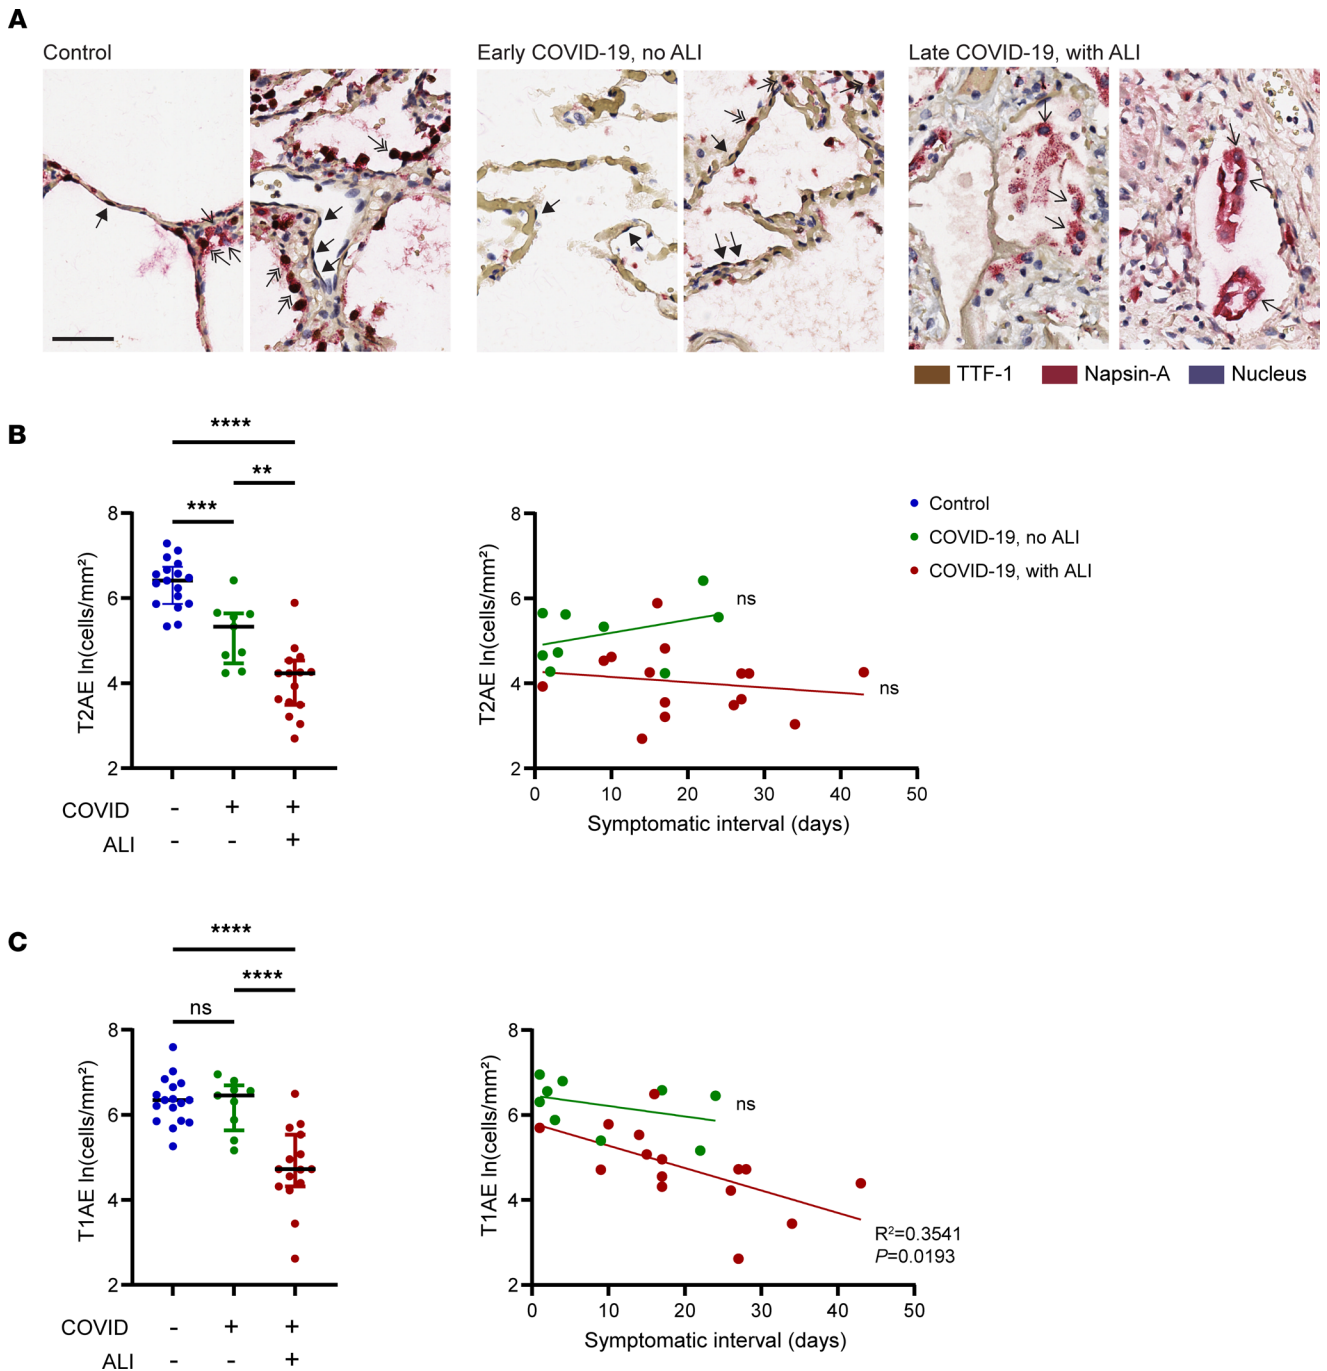 A
Control
Early COVID-19, no ALI
Late COVID-19, with ALI
TTF-1
Napsin-A
Nucleus
B
****
**
***
8
6
4
2
T2AE ln(cells/mm²)
COVID - + +
ALI - - +
8
6
4
2
T2AE ln(cells/mm²)
ns
ns
0 10 20 30 40 50
Symptomatic interval (days)
Control
COVID-19, no ALI
COVID-19, with ALI
C
****
****
ns
8
6
4
2
T1AE ln(cells/mm²)
COVID - + +
ALI - - +
8
6
4
2
T1AE ln(cells/mm²)
ns
R²=0.3541
P=0.0193
0 10 20 30 40 50
Symptomatic interval (days)